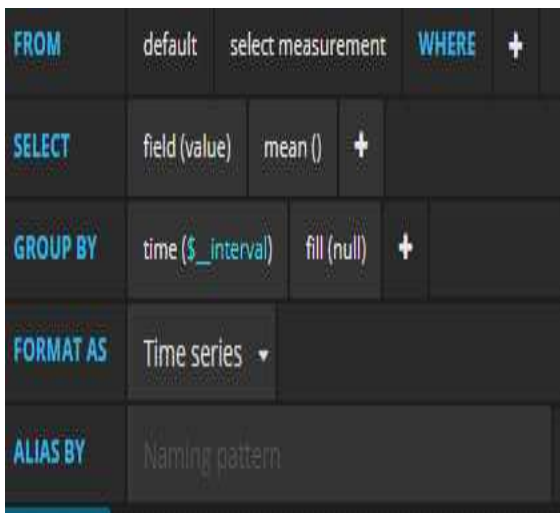 FROM default select measurement WHERE +
SELECT field (value) mean () +
GROUP BY time ($__interval) fill (null) +
FORMAT AS Time series
ALIAS BY Naming pattern